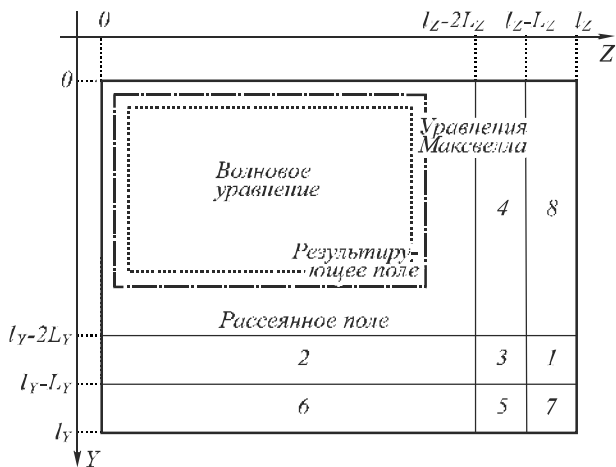 0 l_Z-2L_Z l_Z-L_Z l_Z
Z
0
Уравнения
Максвелла
Волновое
уравнение
4 8
Результиру-
ющее поле
Рассеянное поле
l_Y-2L_Y
2 3 1
l_Y-L_Y
6 5 7
l_Y
Y